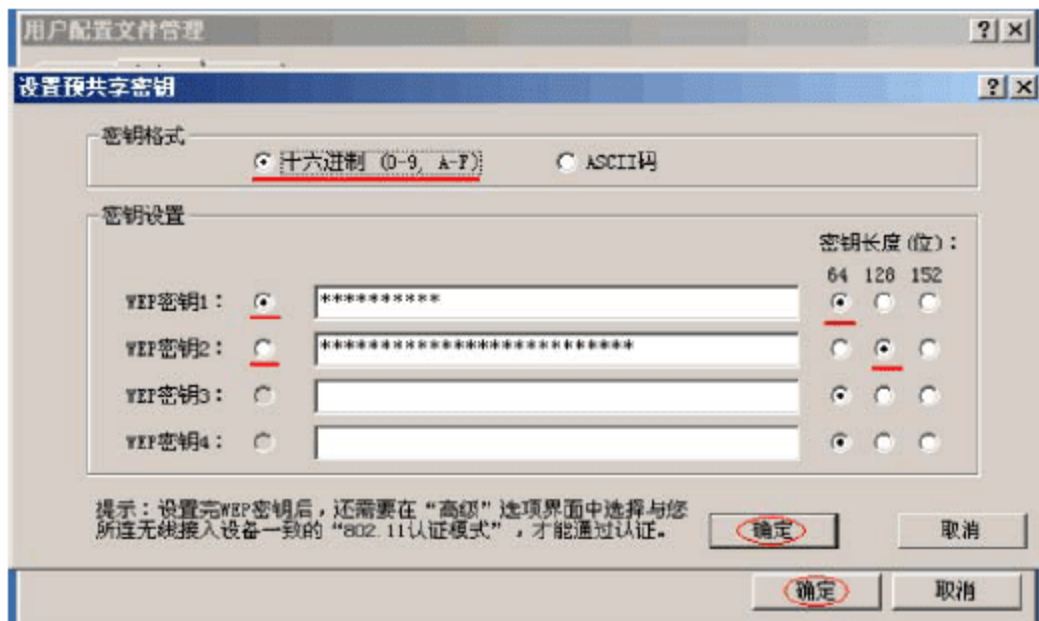 用户配置文件管理
设置预共享密钥
密钥格式
十六进制 (0-9, A-F)
ASCII码
密钥设置
密钥长度(位)：
64 128 152
WEP密钥1：
**********
WEP密钥2：
**************************
WEP密钥3：
WEP密钥4：
提示：设置完WEP密钥后，还需要在“高级”选项界面中选择与您
所连无线接入设备一致的“802.11认证模式”，才能通过认证。
确定
取消
确定
取消